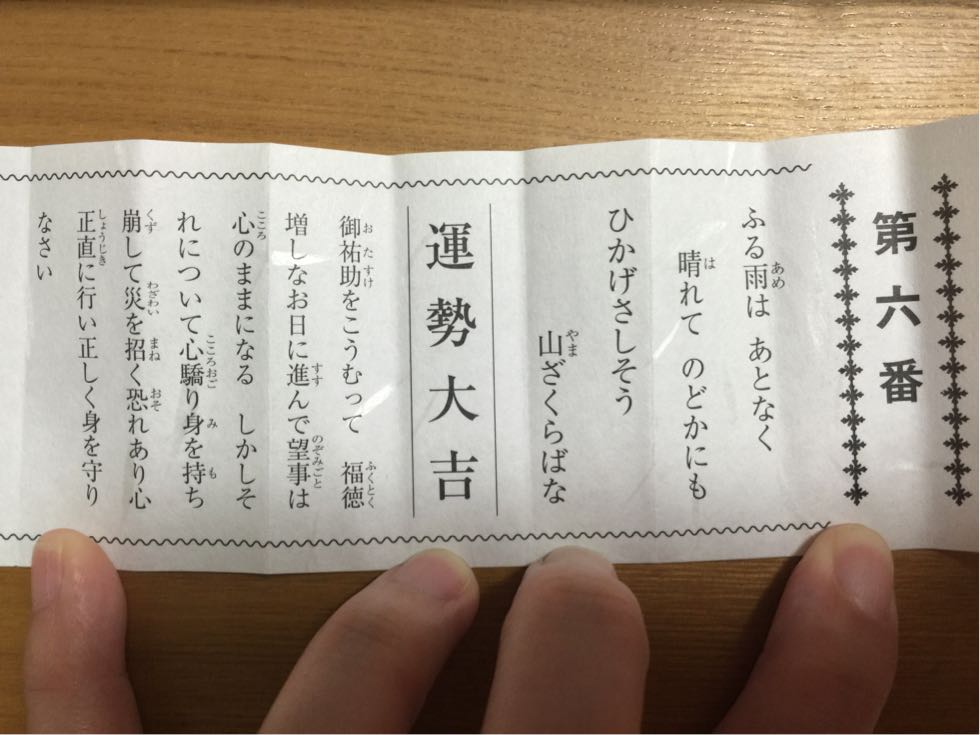 第六番
ふる雨は あとなく
晴れて のどかにも
ひかげさしそう
山ざくらばな
運勢大吉
御祐助をこうむって 福徳
増しなお日に進んで望事は
心のままになる しかしそ
れについて心驕り身を持ち
崩して災を招く恐れあり心
正直に行い正しく身を守り
なさい